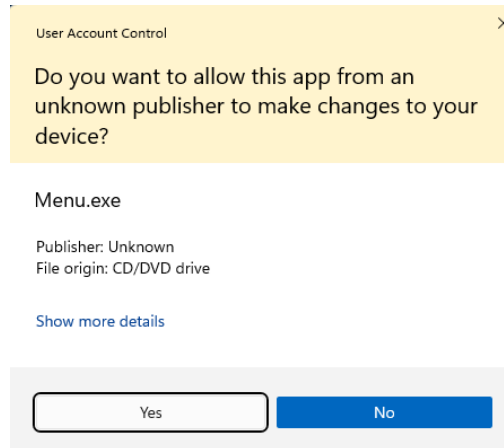 User Account Control
Do you want to allow this app from an
unknown publisher to make changes to your
device?
Menu.exe
Publisher: Unknown
File origin: CD/DVD drive
Show more details
Yes
No